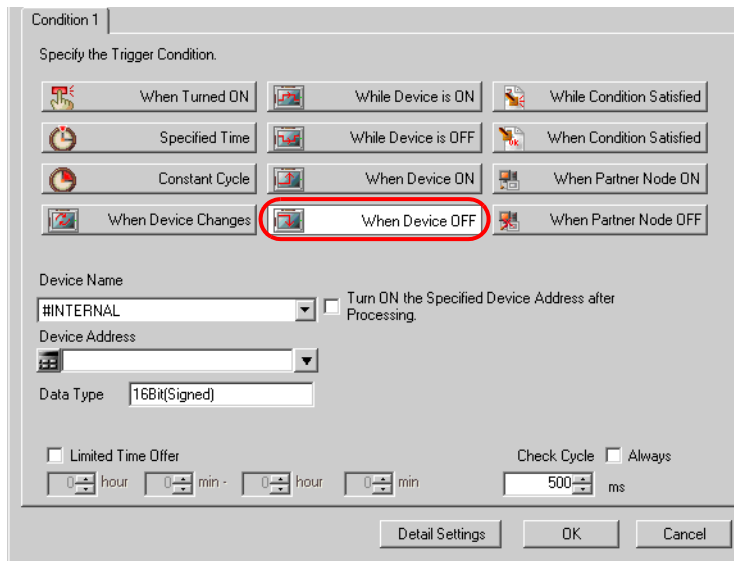 Condition 1
Specify the Trigger Condition.
When Turned ON While Device is ON While Condition Satisfied
Specified Time While Device is OFF When Condition Satisfied
Constant Cycle When Device ON When Partner Node ON
When Device Changes When Device OFF When Partner Node OFF
Device Name
#INTERNAL Turn ON the Specified Device Address after
Processing.
Device Address
Data Type 16Bit(Signed)
Limited Time Offer Check Cycle Always
0 hour 0 min - 0 hour 0 min 500 ms
Detail Settings OK Cancel